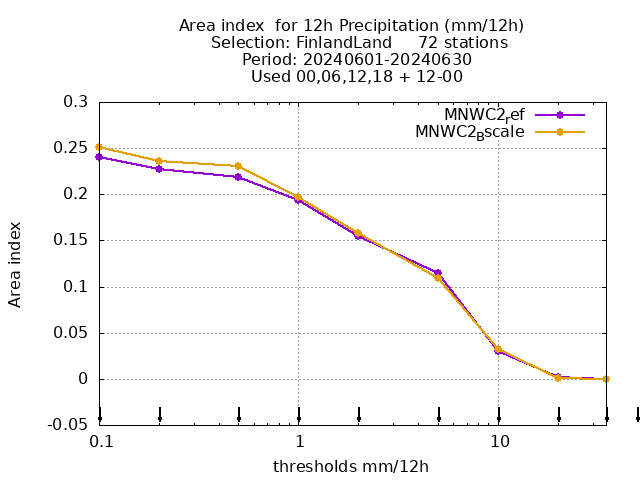 Area index  for 12h Precipitation (mm/12h)
Selection: FinlandLand     72 stations
Period: 20240601-20240630
Used 00,06,12,18 + 12-00
MNWC2ref
MNWC2Bscale
0.3
0.25
0.2
0.15
0.1
0.05
0
-0.05
Area index
0.1 1 10
thresholds mm/12h